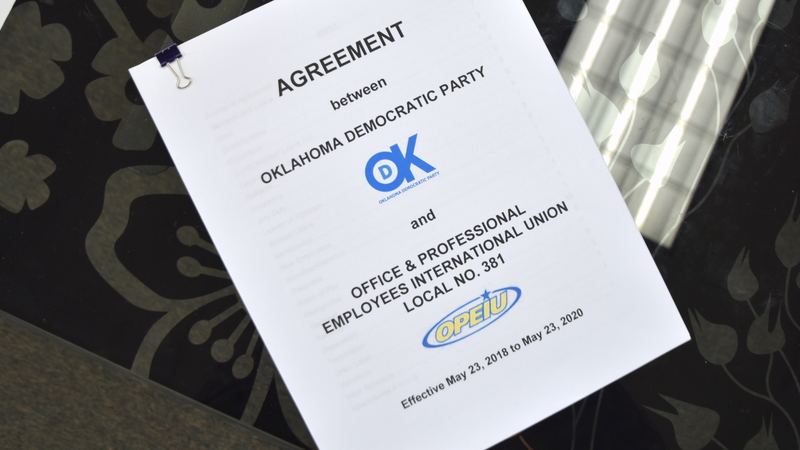 AGREEMENT
between
OKLAHOMA DEMOCRATIC PARTY
OK
D
OKLAHOMA DEMOCRATIC PARTY
and
OFFICE & PROFESSIONAL
EMPLOYEES INTERNATIONAL UNION
LOCAL NO. 381
OPEIU
Effective May 23, 2018 to May 23, 2020